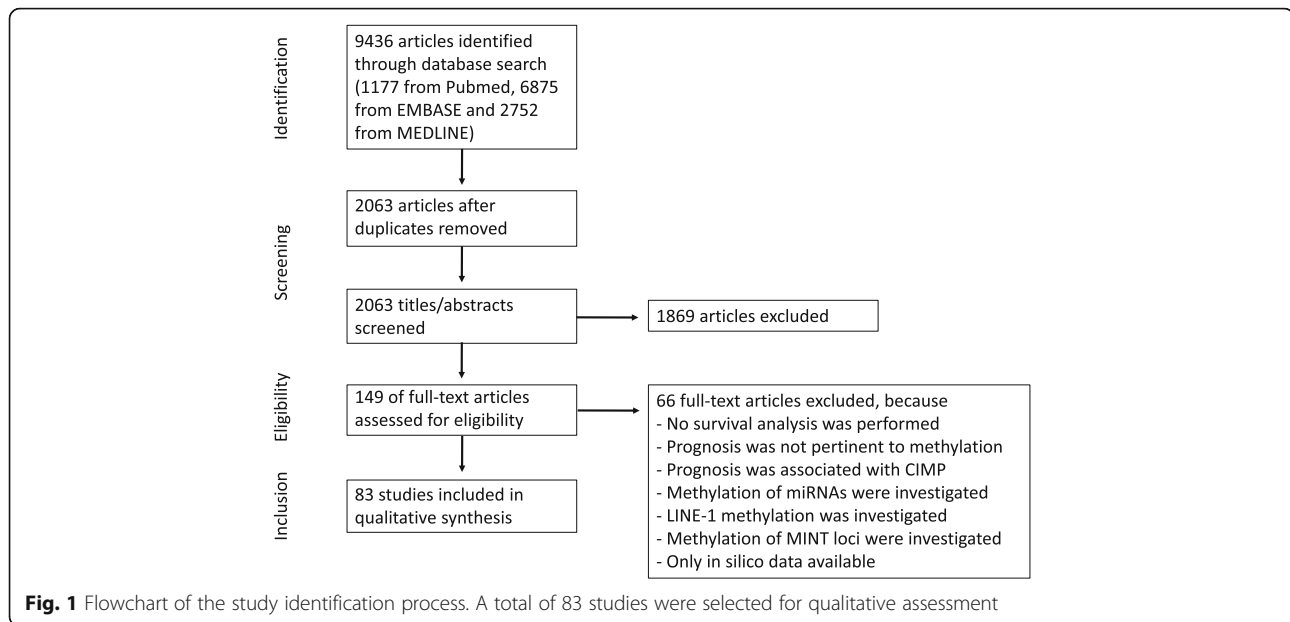 Identification
9436 articles identified
through database search
(1177 from Pubmed, 6875
from EMBASE and 2752
from MEDLINE)
Screening
2063 articles after
duplicates removed
2063 titles/abstracts
screened
1869 articles excluded
Eligibility
149 of full-text articles
assessed for eligibility
66 full-text articles excluded, because
- No survival analysis was performed
- Prognosis was not pertinent to methylation
- Prognosis was associated with CIMP
- Methylation of miRNAs were investigated
- LINE-1 methylation was investigated
- Methylation of MINT loci were investigated
- Only in silico data available
Inclusion
83 studies included in
qualitative synthesis
Fig. 1 Flowchart of the study identification process. A total of 83 studies were selected for qualitative assessment